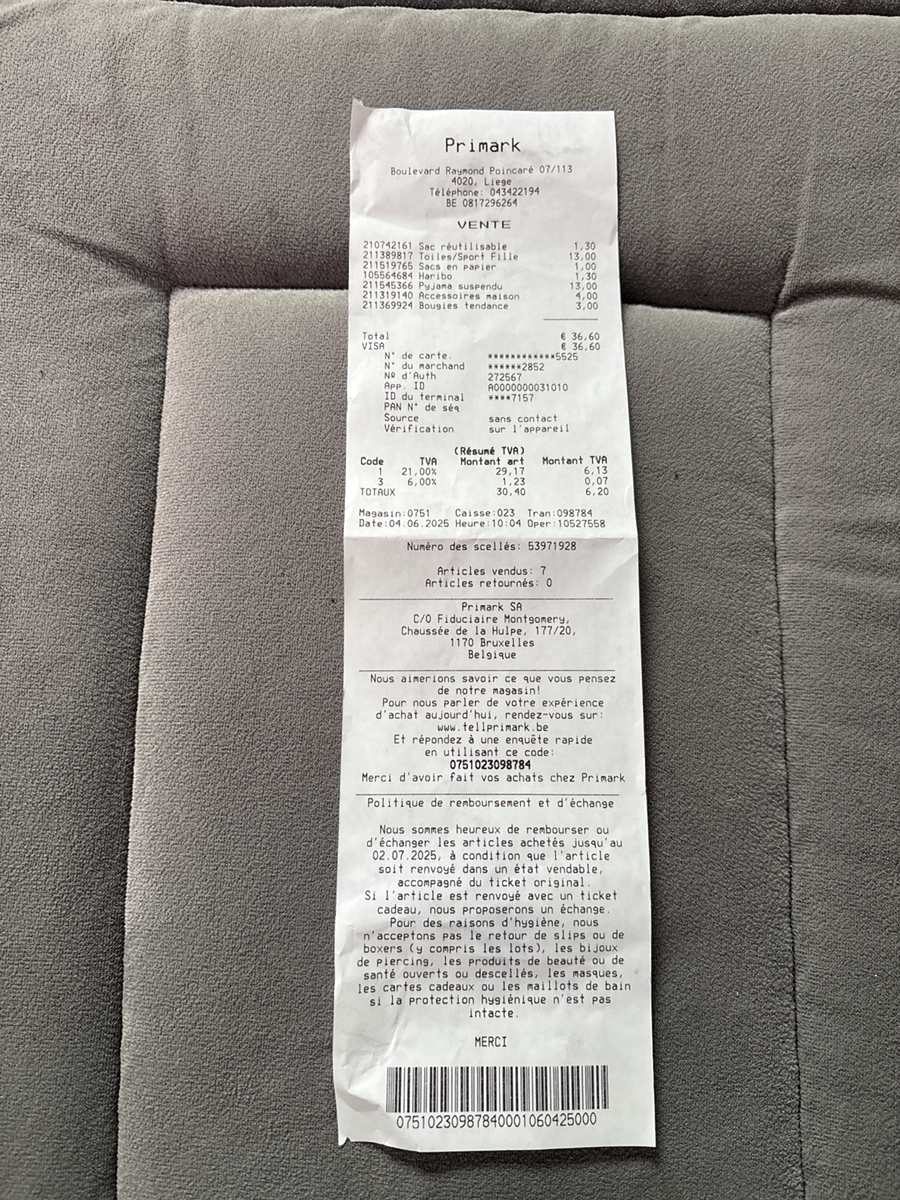 Primark
Boulevard Raymond Poincaré 07/113
4020, Liege
Téléphone: 043422194
BE 0817296264
VENTE
210742161 Sac réutilisable 1,30
211389817 Toiles/Sport Fille 13,00
211519765 Sacs en papier 1,00
105564684 Haribo 1,30
211545366 Pyjama suspendu 13,00
211319140 Accessoires maison 4,00
211369924 Bougies tendance 3,00
Total € 36,60
VISA € 36,60
N° de carte. ************5525
N° du marchand ******2852
Nº d'Auth 272567
App. ID A0000000031010
ID du terminal ****7157
PAN N° de séq
Source sans contact
Vérification sur l'appareil
(Résumé TVA)
Code TVA Montant art Montant TVA
1 21,00% 29,17 6,13
3 6,00% 1,23 0,07
TOTAUX 30,40 6,20
Magasin:0751 Caisse:023 Tran:098784
Date:04.06.2025 Heure:10:04 Oper:10527558
Numéro des scellés: 53971928
Articles vendus: 7
Articles retournés: 0
Primark SA
C/O Fiduciaire Montgomery,
Chaussée de la Hulpe, 177/20,
1170 Bruxelles
Belgique
Nous aimerions savoir ce que vous pensez
de notre magasin!
Pour nous parler de votre expérience
d'achat aujourd'hui, rendez-vous sur:
www.tellprimark.be
Et répondez à une enquête rapide
en utilisant ce code:
0751023098784
Merci d'avoir fait vos achats chez Primark
Politique de remboursement et d'échange
Nous sommes heureux de rembourser ou
d'échanger les articles achetés jusqu'au
02.07.2025, à condition que l'article
soit renvoyé dans un état vendable,
accompagné du ticket original.
Si l'article est renvoyé avec un ticket
cadeau, nous proposerons un échange.
Pour des raisons d'hygiène, nous
n'acceptons pas le retour de slips ou de
boxers (y compris les lots), les bijoux
de piercing, les produits de beauté ou de
santé ouverts ou descellés, les masques,
les cartes cadeaux ou les maillots de bain
si la protection hygiénique n'est pas
intacte.
MERCI
07510230987840001060425000